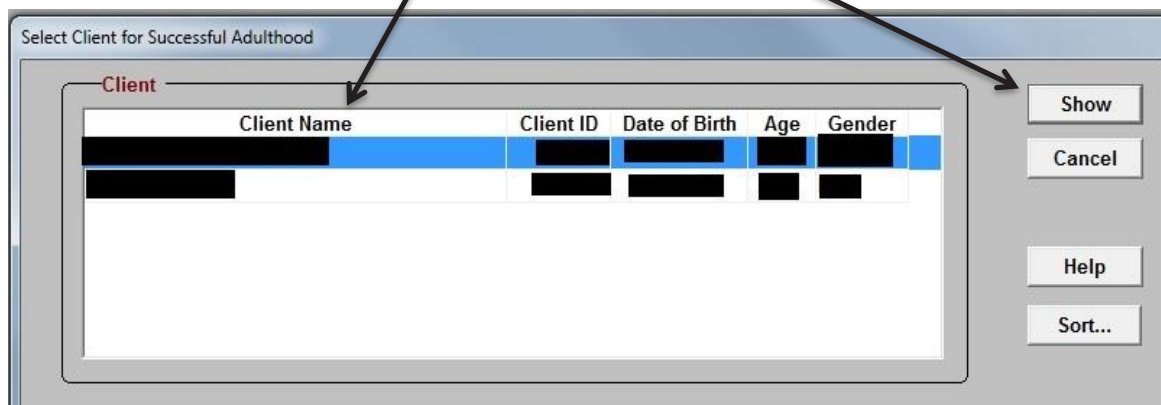 Select Client for Successful Adulthood
Client
Client Name Client ID Date of Birth Age Gender
Show
Cancel
Help
Sort...